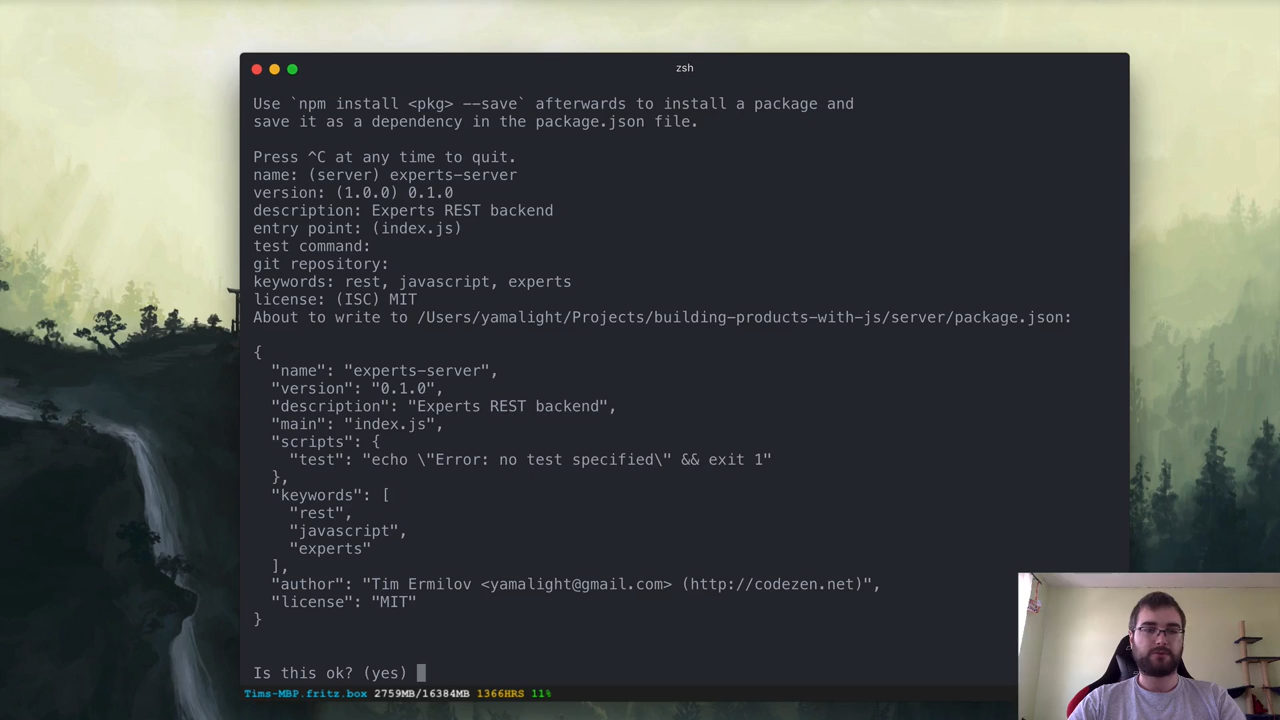 zsh
Use `npm install <pkg> --save` afterwards to install a package and
save it as a dependency in the package.json file.
Press ^C at any time to quit.
name: (server) experts-server
version: (1.0.0) 0.1.0
description: Experts REST backend
entry point: (index.js)
test command:
git repository:
keywords: rest, javascript, experts
license: (ISC) MIT
About to write to /Users/yamalight/Projects/building-products-with-js/server/package.json:
{
"name": "experts-server",
"version": "0.1.0",
"description": "Experts REST backend",
"main": "index.js",
"scripts": {
"test": "echo \"Error: no test specified\" && exit 1"
},
"keywords": [
"rest",
"javascript",
"experts"
],
"author": "Tim Ermilov <yamalight@gmail.com> (http://codezen.net)",
"license": "MIT"
}
Is this ok? (yes)
Tims-MBP.fritz.box 2759MB/16384MB 1366HRS 11%